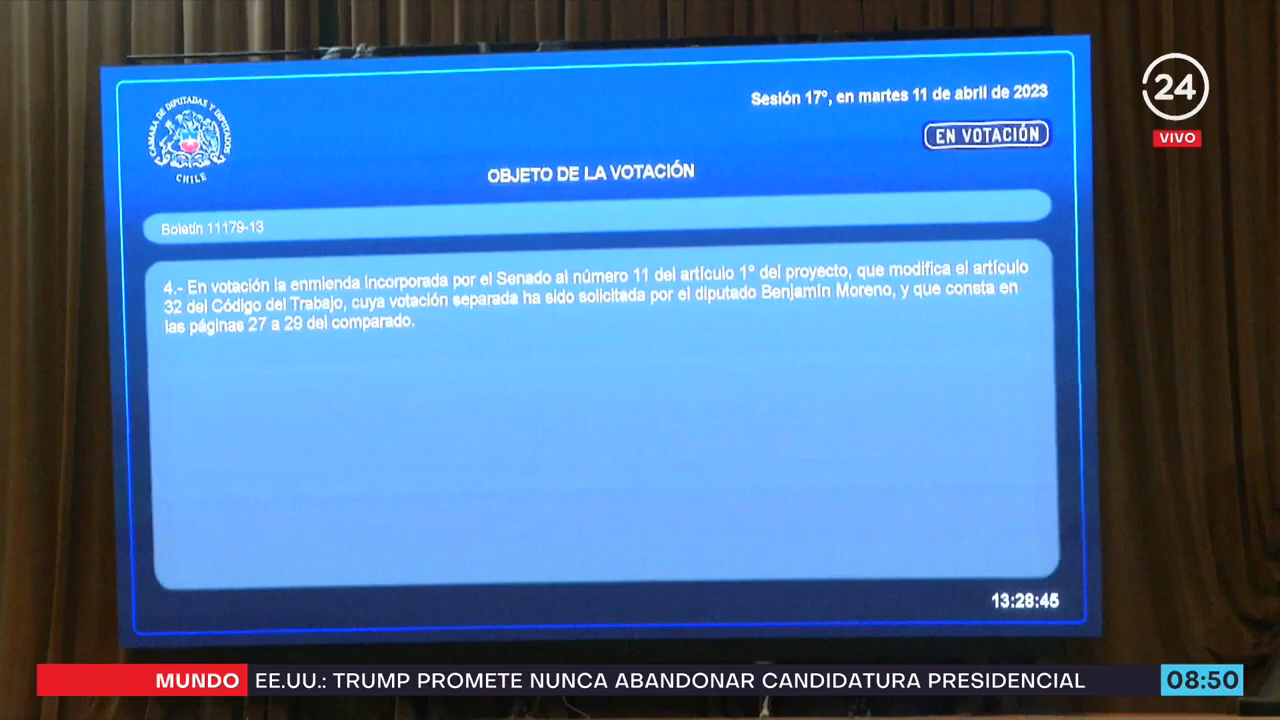 24
VIVO
CÁMARA DE DIPUTADAS Y DIPUTADOS
CHILE
Sesión 17°, en martes 11 de abril de 2023
EN VOTACIÓN
OBJETO DE LA VOTACIÓN
Boletín 11179-13
4.- En votación la enmienda incorporada por el Senado al número 11 del artículo 1° del proyecto, que modifica el artículo
32 del Código del Trabajo, cuya votación separada ha sido solicitada por el diputado Benjamín Moreno, y que consta en
las páginas 27 a 29 del comparado.
13:28:45
MUNDO EE.UU.: TRUMP PROMETE NUNCA ABANDONAR CANDIDATURA PRESIDENCIAL 08:50